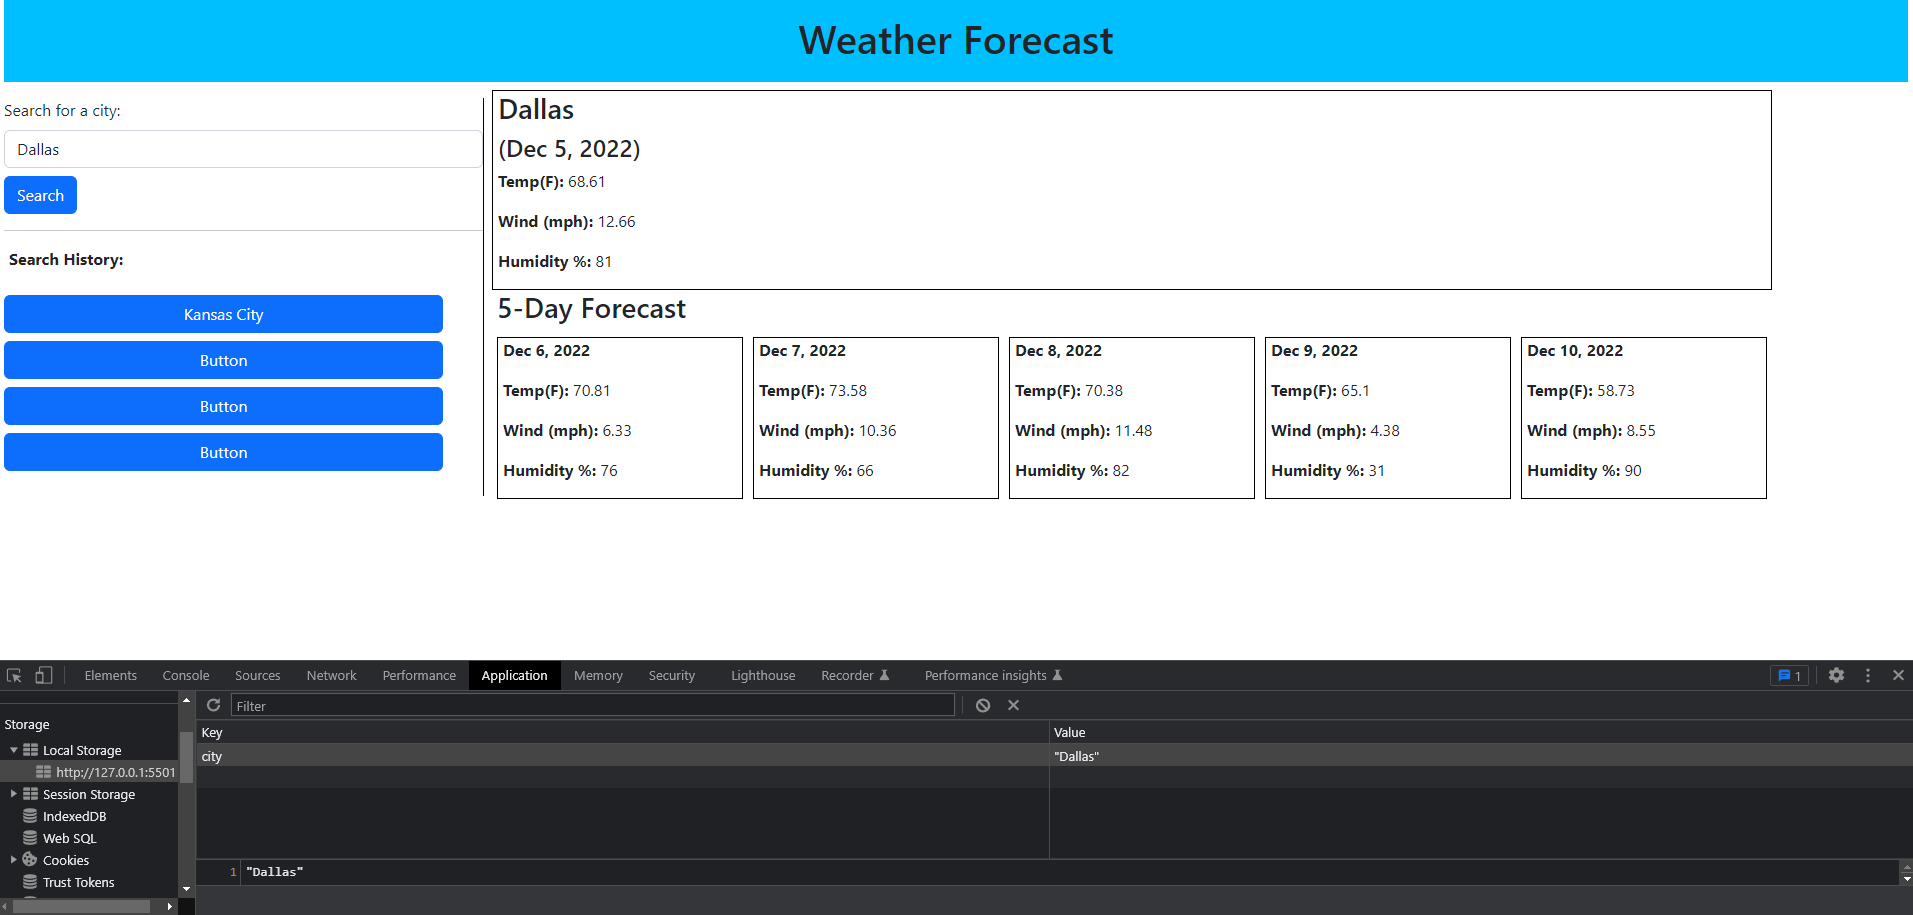 Weather Forecast
Search for a city:
Dallas
Search
Search History:
Kansas City
Button
Button
Button
Dallas
(Dec 5, 2022)
Temp(F): 68.61
Wind (mph): 12.66
Humidity %: 81
5-Day Forecast
Dec 6, 2022
Temp(F): 70.81
Wind (mph): 6.33
Humidity %: 76
Dec 7, 2022
Temp(F): 73.58
Wind (mph): 10.36
Humidity %: 66
Dec 8, 2022
Temp(F): 70.38
Wind (mph): 11.48
Humidity %: 82
Dec 9, 2022
Temp(F): 65.1
Wind (mph): 4.38
Humidity %: 31
Dec 10, 2022
Temp(F): 58.73
Wind (mph): 8.55
Humidity %: 90
Elements Console Sources Network Performance Application Memory Security Lighthouse Recorder Performance insights 1
Storage
Local Storage
http://127.0.0.1:5501
Session Storage
IndexedDB
Web SQL
Cookies
Trust Tokens
Filter
Key Value
city "Dallas"
1 "Dallas"